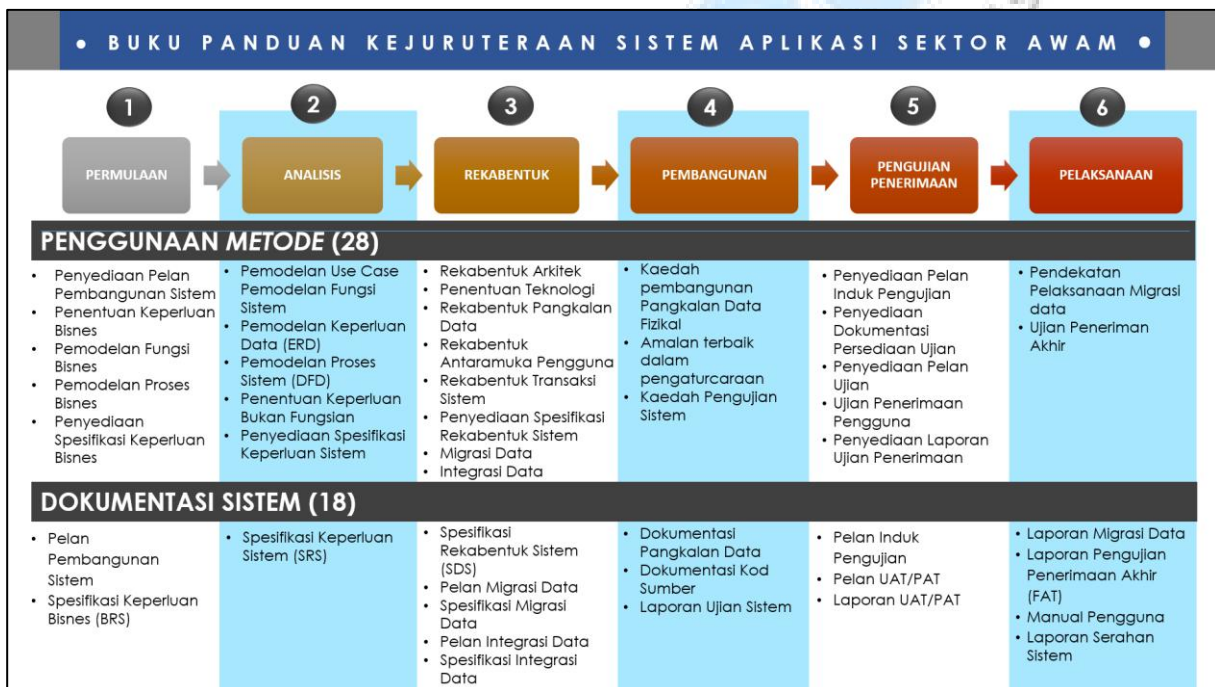 • BUKU PANDUAN KEJURUTERAAN SISTEM APLIKASI SEKTOR AWAM •
1
2
3
4
5
6
PERMULAAN
ANALISIS
REKABENTUK
PEMBANGUNAN
PENGUJIAN
PENERIMAAN
PELAKSANAAN
PENGGUNAAN METODE (28)
• Penyediaan Pelan
Pembangunan Sistem
• Penentuan Keperluan
Bisnes
• Pemodelan Fungsi
Bisnes
• Pemodelan Proses
Bisnes
• Penyediaan
Spesifikasi Keperluan
Bisnes
• Pemodelan Use Case
Pemodelan Fungsi
Sistem
• Pemodelan Keperluan
Data (ERD)
• Pemodelan Proses
Sistem (DFD)
• Penentuan Keperluan
Bukan Fungsian
• Penyediaan Spesifikasi
Keperluan Sistem
• Rekabentuk Arkitek
• Penentuan Teknologi
• Rekabentuk Pangkalan
Data
• Rekabentuk
Antaramuka Pengguna
• Rekabentuk Transaksi
Sistem
• Penyediaan Spesifikasi
Rekabentuk Sistem
• Migrasi Data
• Integrasi Data
• Kaedah
pembangunan
Pangkalan Data
Fizikal
• Amalan terbaik
dalam
pengaturcaraan
• Kaedah Pengujian
Sistem
• Penyediaan Pelan
Induk Pengujian
• Penyediaan
Dokumentasi
Persediaan Ujian
• Penyediaan Pelan
Ujian
• Ujian Penerimaan
Pengguna
• Penyediaan Laporan
Ujian Penerimaan
• Pendekatan
Pelaksanaan Migrasi
data
• Ujian Peneriman
Akhir
DOKUMENTASI SISTEM (18)
• Pelan
Pembangunan
Sistem
• Spesifikasi Keperluan
Bisnes (BRS)
• Spesifikasi Keperluan
Sistem (SRS)
• Spesifikasi
Rekabentuk Sistem
(SDS)
• Pelan Migrasi Data
• Spesifikasi Migrasi
Data
• Pelan Integrasi Data
• Spesifikasi Integrasi
Data
• Dokumentasi
Pangkalan Data
• Dokumentasi Kod
Sumber
• Laporan Ujian Sistem
• Pelan Induk
Pengujian
• Pelan UAT/PAT
• Laporan UAT/PAT
• Laporan Migrasi Data
• Laporan Pengujian
Penerimaan Akhir
(FAT)
• Manual Pengguna
• Laporan Serahan
Sistem